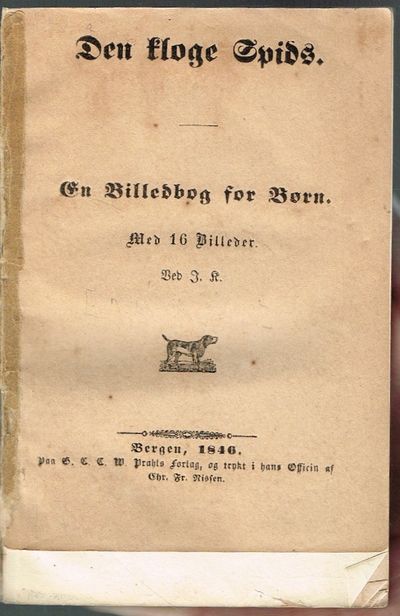 Den kloge Spids.
En Billedbog for Børn.
Med 16 Billeder.
Ved J. K.
Bergen, 1846.
Paa G. C. C. W. Prahls Forlag, og trykt i hans Officin af
Chr. Fr. Nissen.